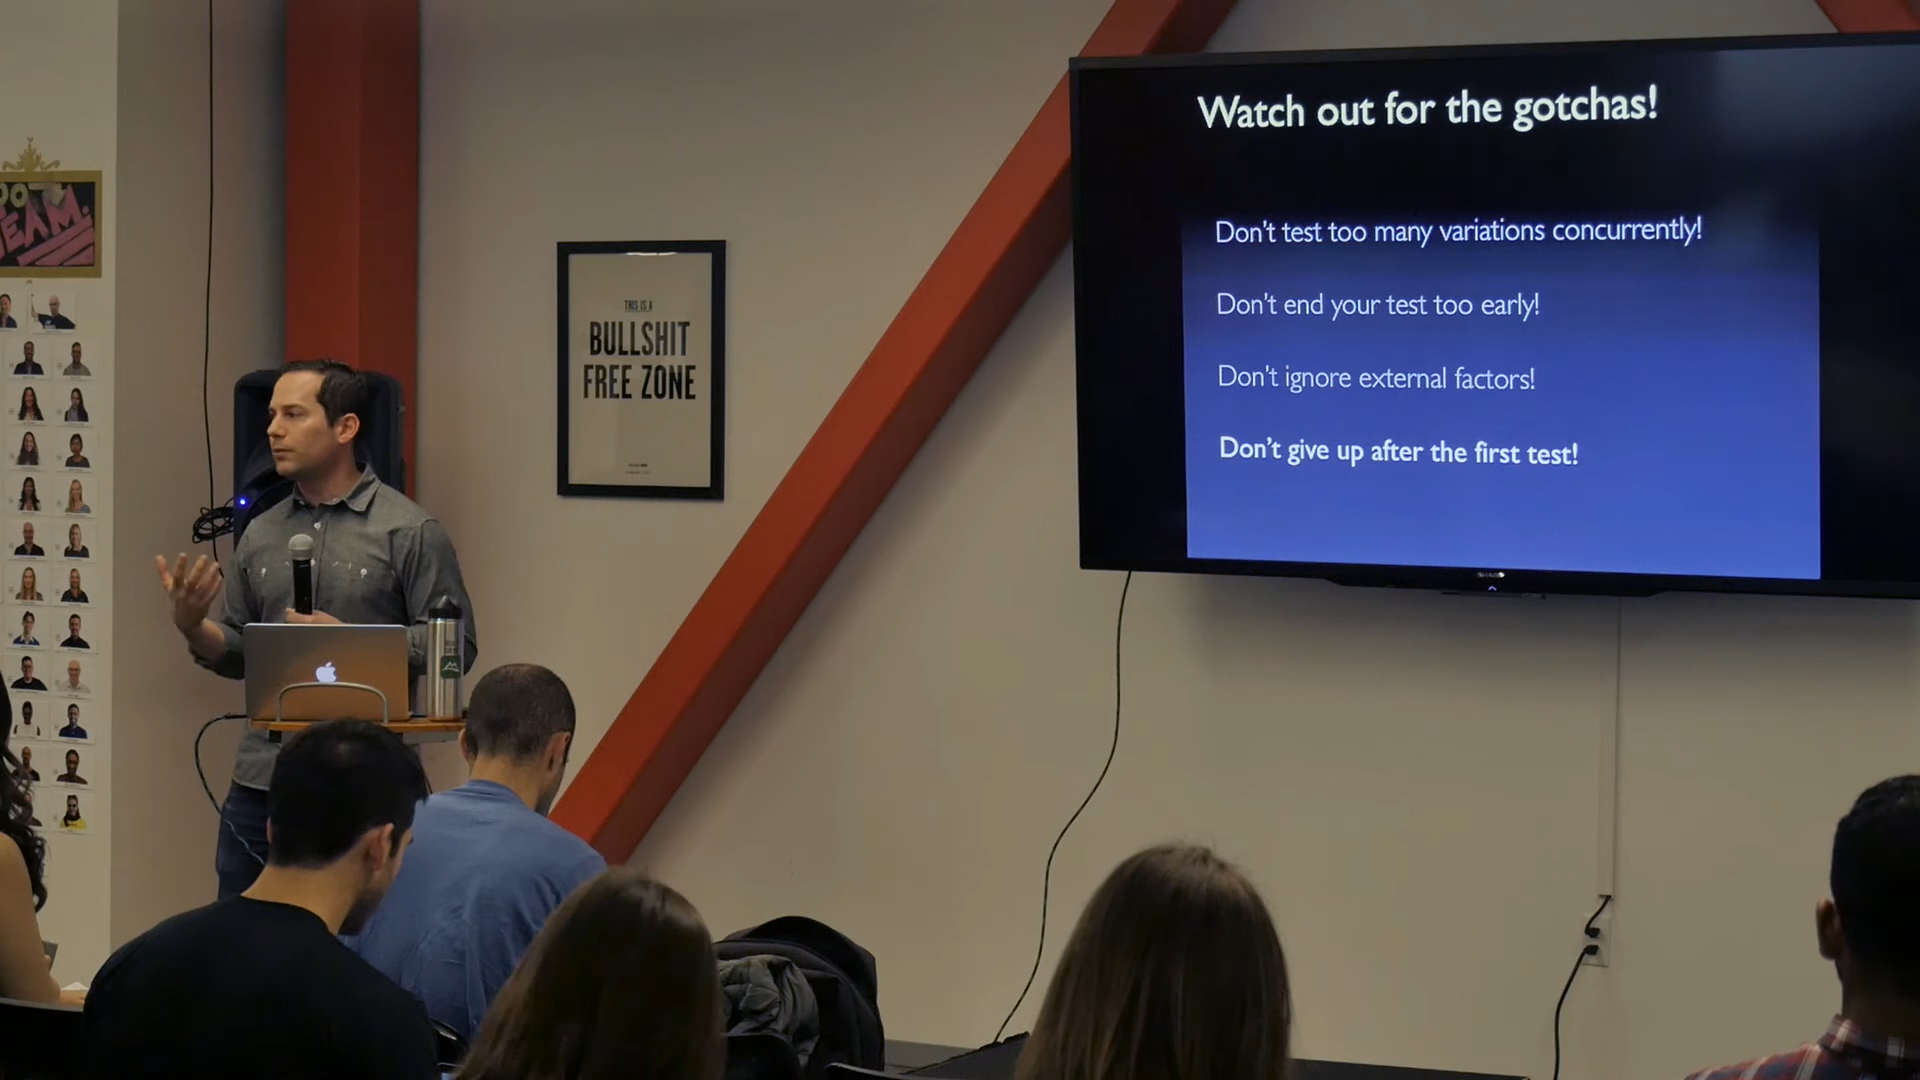 Watch out for the gotchas!
Don't test too many variations concurrently!
Don't end your test too early!
Don't ignore external factors!
Don't give up after the first test!
THIS IS A
BULLSHIT
FREE ZONE
SHARP